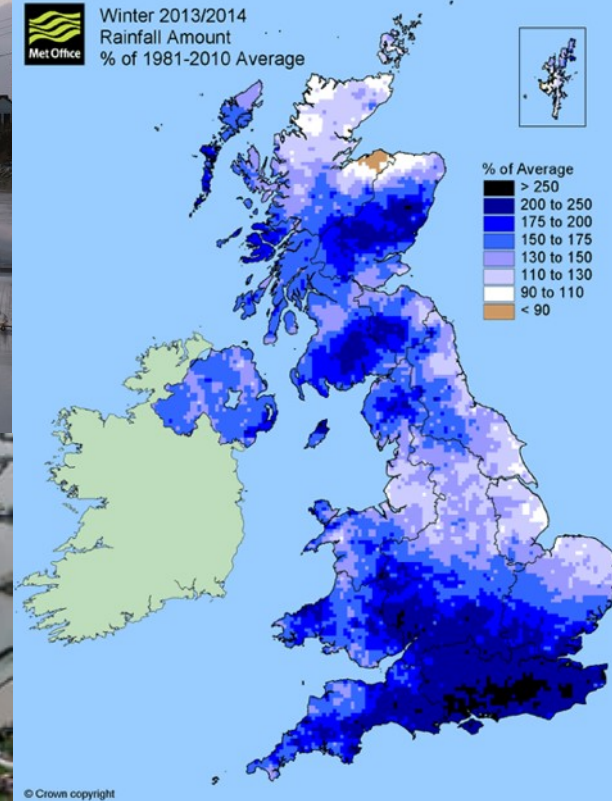 Met Office
Winter 2013/2014
Rainfall Amount
% of 1981-2010 Average
% of Average
> 250
200 to 250
175 to 200
150 to 175
130 to 150
110 to 130
90 to 110
< 90
© Crown copyright